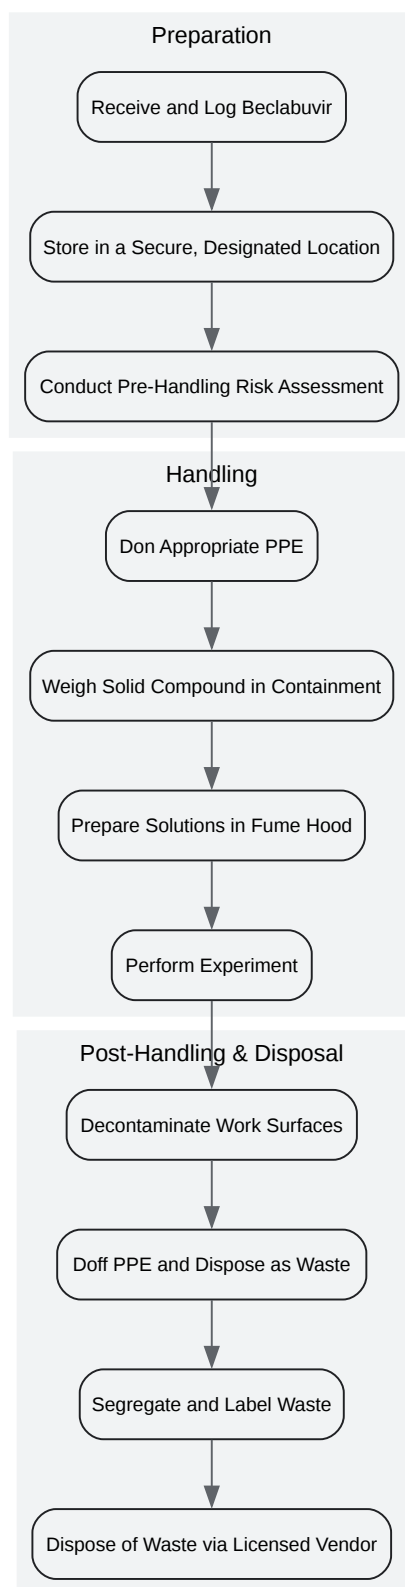 Preparation
Receive and Log Beclabuvir
Store in a Secure, Designated Location
Conduct Pre-Handling Risk Assessment
Handling
Don Appropriate PPE
Weigh Solid Compound in Containment
Prepare Solutions in Fume Hood
Perform Experiment
Post-Handling & Disposal
Decontaminate Work Surfaces
Doff PPE and Dispose as Waste
Segregate and Label Waste
Dispose of Waste via Licensed Vendor